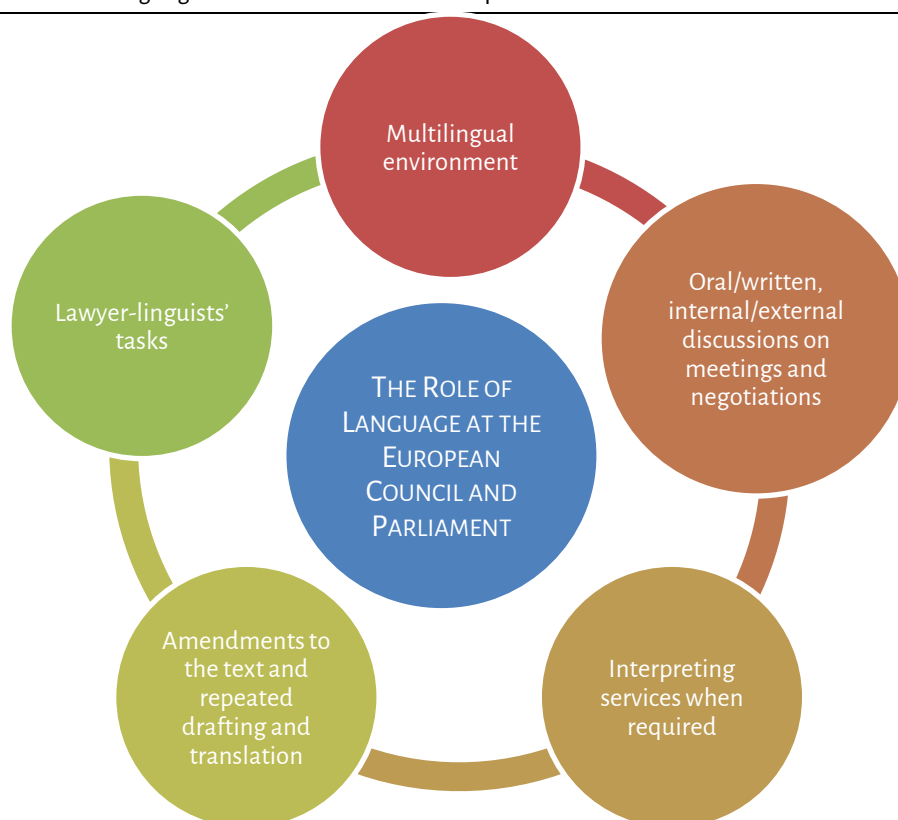 Multilingual
environment
Oral/written,
internal/external
discussions on
meetings and
negotiations
Interpreting
services when
required
Amendments to
the text and
repeated
drafting and
translation
Lawyer-linguists’
tasks
THE ROLE OF
LANGUAGE AT THE
EUROPEAN
COUNCIL AND
PARLIAMENT